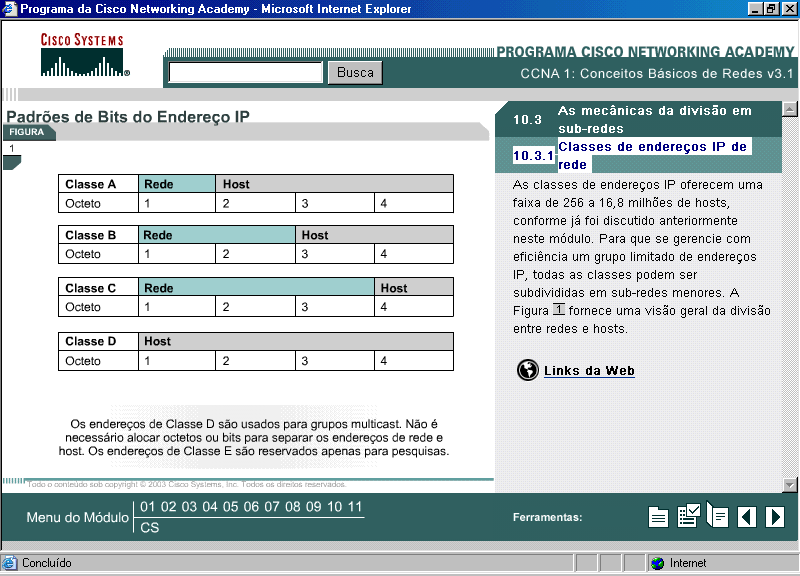 Programa da Cisco Networking Academy - Microsoft Internet Explorer
CISCO SYSTEMS
PROGRAMA CISCO NETWORKING ACADEMY
Busca
CCNA 1: Conceitos Básicos de Redes v3.1
Padrões de Bits do Endereço IP
FIGURA
1
Classe A Rede Host
Octeto 1 2 3 4
Classe B Rede Host
Octeto 1 2 3 4
Classe C Rede Host
Octeto 1 2 3 4
Classe D Host
Octeto 1 2 3 4
Os endereços de Classe D são usados para grupos multicast. Não é
necessário alocar octetos ou bits para separar os endereços de rede e
host. Os endereços de Classe E são reservados apenas para pesquisas.
10.3 As mecânicas da divisão em
sub-redes
10.3.1 Classes de endereços IP de
rede
As classes de endereços IP oferecem uma
faixa de 256 a 16,8 milhões de hosts,
conforme já foi discutido anteriormente
neste módulo. Para que se gerencie com
eficiência um grupo limitado de endereços
IP, todas as classes podem ser
subdivididas em sub-redes menores. A
Figura 1 fornece uma visão geral da divisão
entre redes e hosts.
Links da Web
Todo o conteúdo sob copyright © 2003 Cisco Systems, Inc. Todos os direitos reservados.
Menu do Módulo 01 02 03 04 05 06 07 08 09 10 11
CS
Ferramentas:
Concluído
Internet